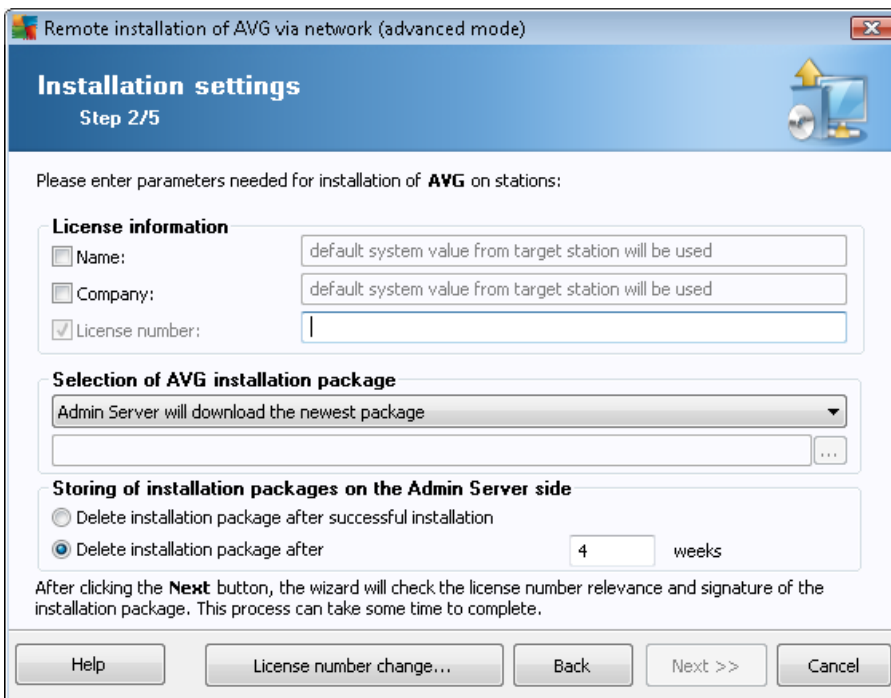 Remote installation of AVG via network (advanced mode)
Installation settings
Step 2/5
Please enter parameters needed for installation of AVG on stations:
License information
Name: default system value from target station will be used
Company: default system value from target station will be used
License number:
Selection of AVG installation package
Admin Server will download the newest package
...
Storing of installation packages on the Admin Server side
Delete installation package after successful installation
Delete installation package after 4 weeks
After clicking the Next button, the wizard will check the license number relevance and signature of the
installation package. This process can take some time to complete.
Help License number change... Back Next >> Cancel